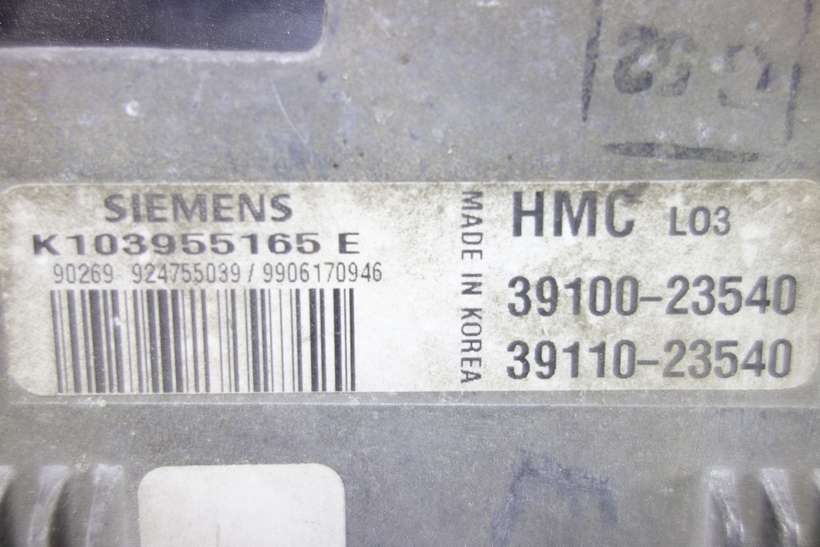 SIEMENS
K103955165 E
90269 924755039 / 9906170946
MADE IN KOREA
HMC L03
39100-23540
39110-23540